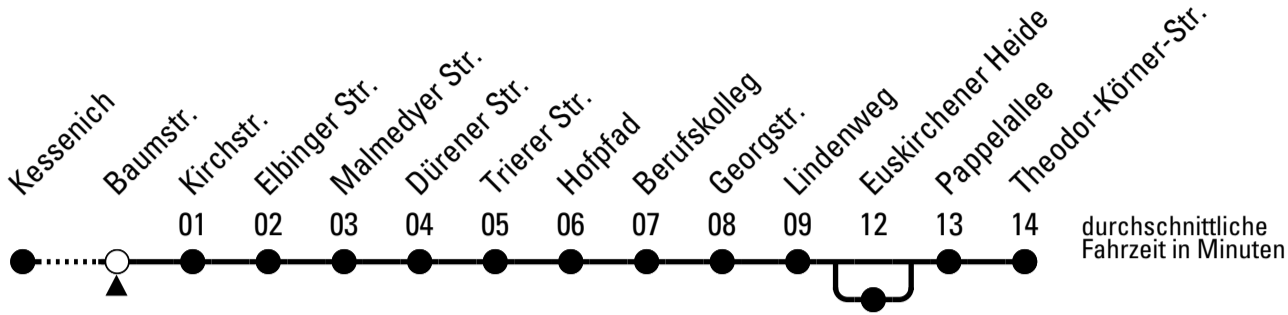 Kessenich
Baumstr.
Kirchstr.
Elbinger Str.
Malmedyer Str.
Dürener Str.
Trierer Str.
Hofpfad
Berufskolleg
Georgstr.
Lindenweg
Euskirchener Heide
Pappelallee
Theodor-Körner-Str.
01 02 03 04 05 06 07 08 09 12 13 14
durchschnittliche
Fahrzeit in Minuten